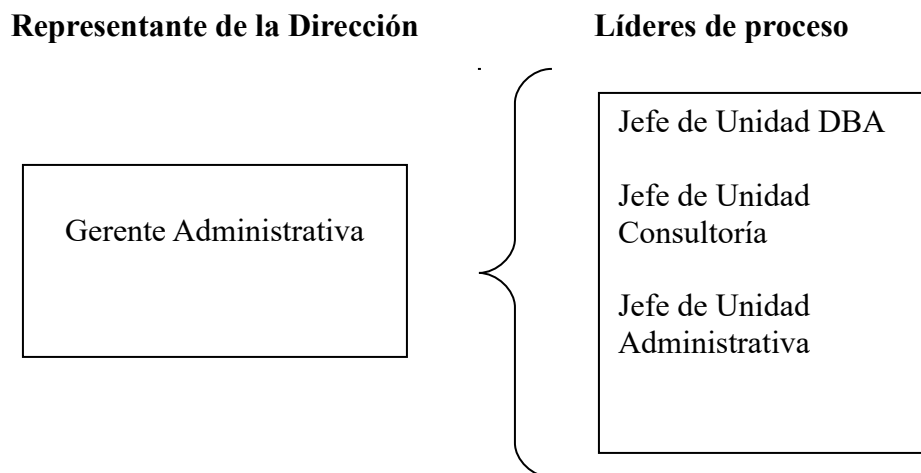 Representante de la Dirección
Líderes de proceso
Gerente Administrativa
Jefe de Unidad DBA
Jefe de Unidad
Consultoría
Jefe de Unidad
Administrativa